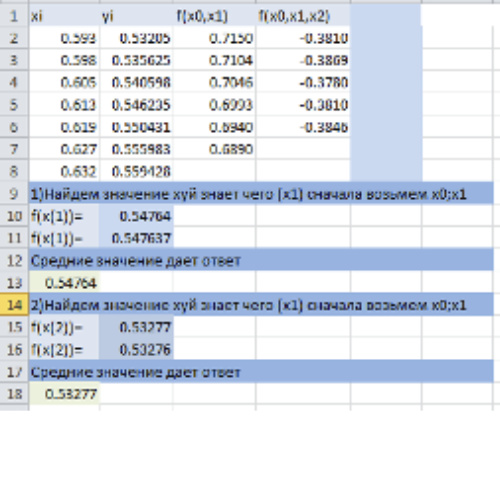 1 xi yi f(x0,x1) f(x0,x1,x2)
2 0.593 0.53205 0.7150 -0.3810
3 0.598 0.535625 0.7104 -0.3869
4 0.605 0.540598 0.7046 -0.3780
5 0.613 0.546235 0.6993 -0.3810
6 0.619 0.550431 0.6940 -0.3846
7 0.627 0.555983 0.6890
8 0.632 0.559428
9 1)Найдем значение хуй знает чего (x1) сначала возьмем x0;x1
10 f(x(1))= 0.54764
11 f(x(1))= 0.547637
12 Средние значение дает ответ
13 0.54764
14 2)Найдем значение хуй знает чего (x1) сначала возьмем x0;x1
15 f(x(2))= 0.53277
16 f(x(2))= 0.53276
17 Средние значение дает ответ
18 0.53277